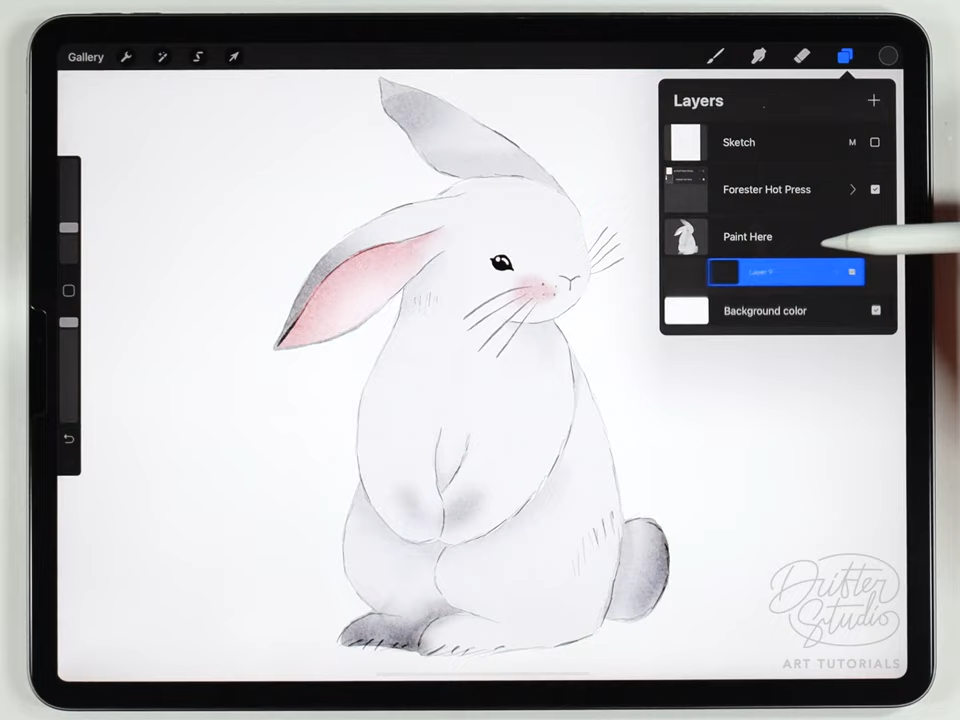 Gallery
Layers
Sketch
M
Forester Hot Press
Paint Here
Background color
Drifter
Studio
ART TUTORIALS